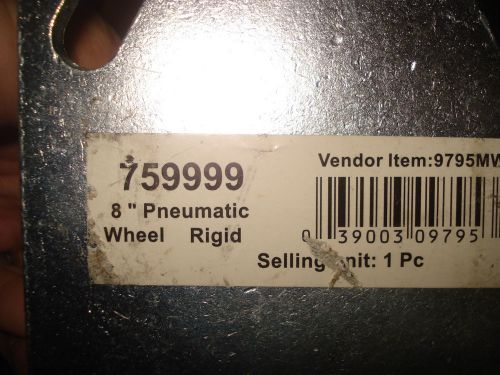 759999
8 " Pneumatic
Wheel Rigid
Vendor Item:9795MW
0 39003 09795
Selling Unit: 1 Pc